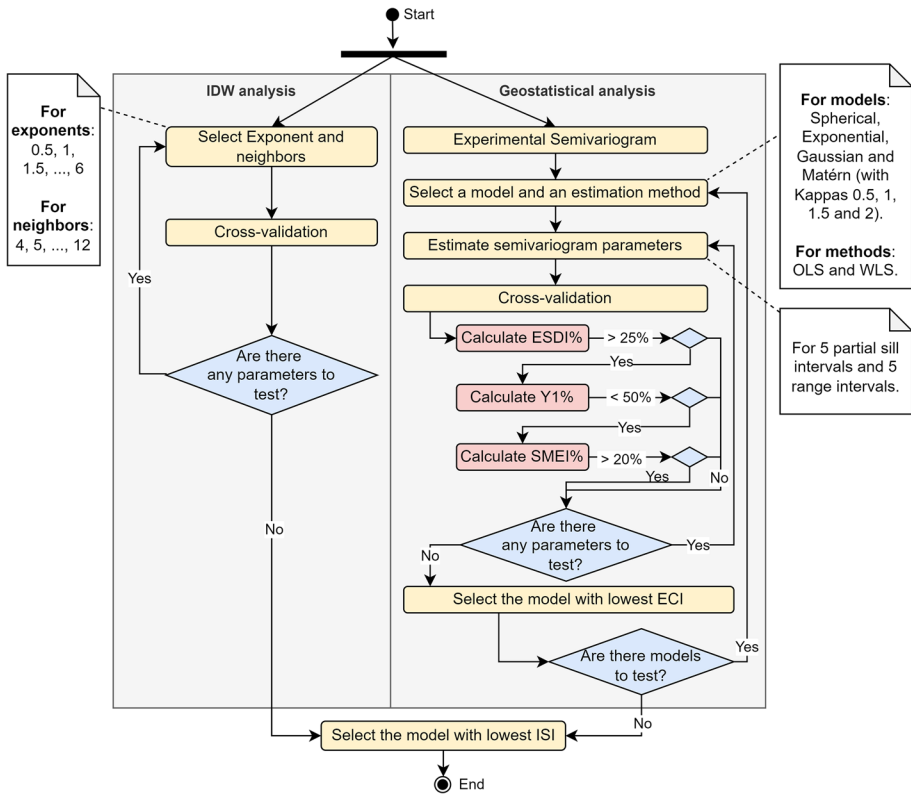 Start
IDW analysis
Geostatistical analysis
For
exponents:
0.5, 1,
1.5, ..., 6
For
neighbors:
4, 5, ..., 12
Select Exponent and
neighbors
Cross-validation
Yes
Are there
any parameters to
test?
No
Experimental Semivariogram
Select a model and an estimation method
Estimate semivariogram parameters
Cross-validation
Calculate ESDI%
> 25%
Yes
Calculate Y1%
< 50%
Yes
Calculate SMEI%
> 20%
Yes
No
Are there
any parameters to
test?
Yes
No
Select the model with lowest ECI
Are there models
to test?
Yes
No
For models:
Spherical,
Exponential,
Gaussian and
Matérn (with
Kappas 0.5, 1,
1.5 and 2).
For methods:
OLS and WLS.
For 5 partial sill
intervals and 5
range intervals.
Select the model with lowest ISI
End